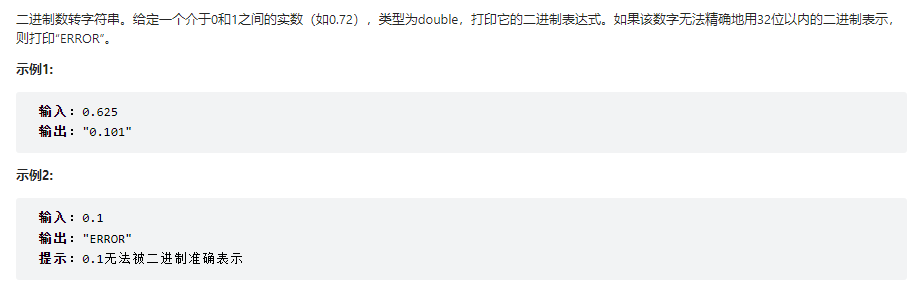 二进制数转字符串。给定一个介于0和1之间的实数（如0.72），类型为double，打印它的二进制表达式。如果该数字无法精确地用32位以内的二进制表示，
则打印“ERROR”。
示例1:
输入：0.625
输出："0.101"
示例2:
输入：0.1
输出："ERROR"
提示：0.1无法被二进制准确表示